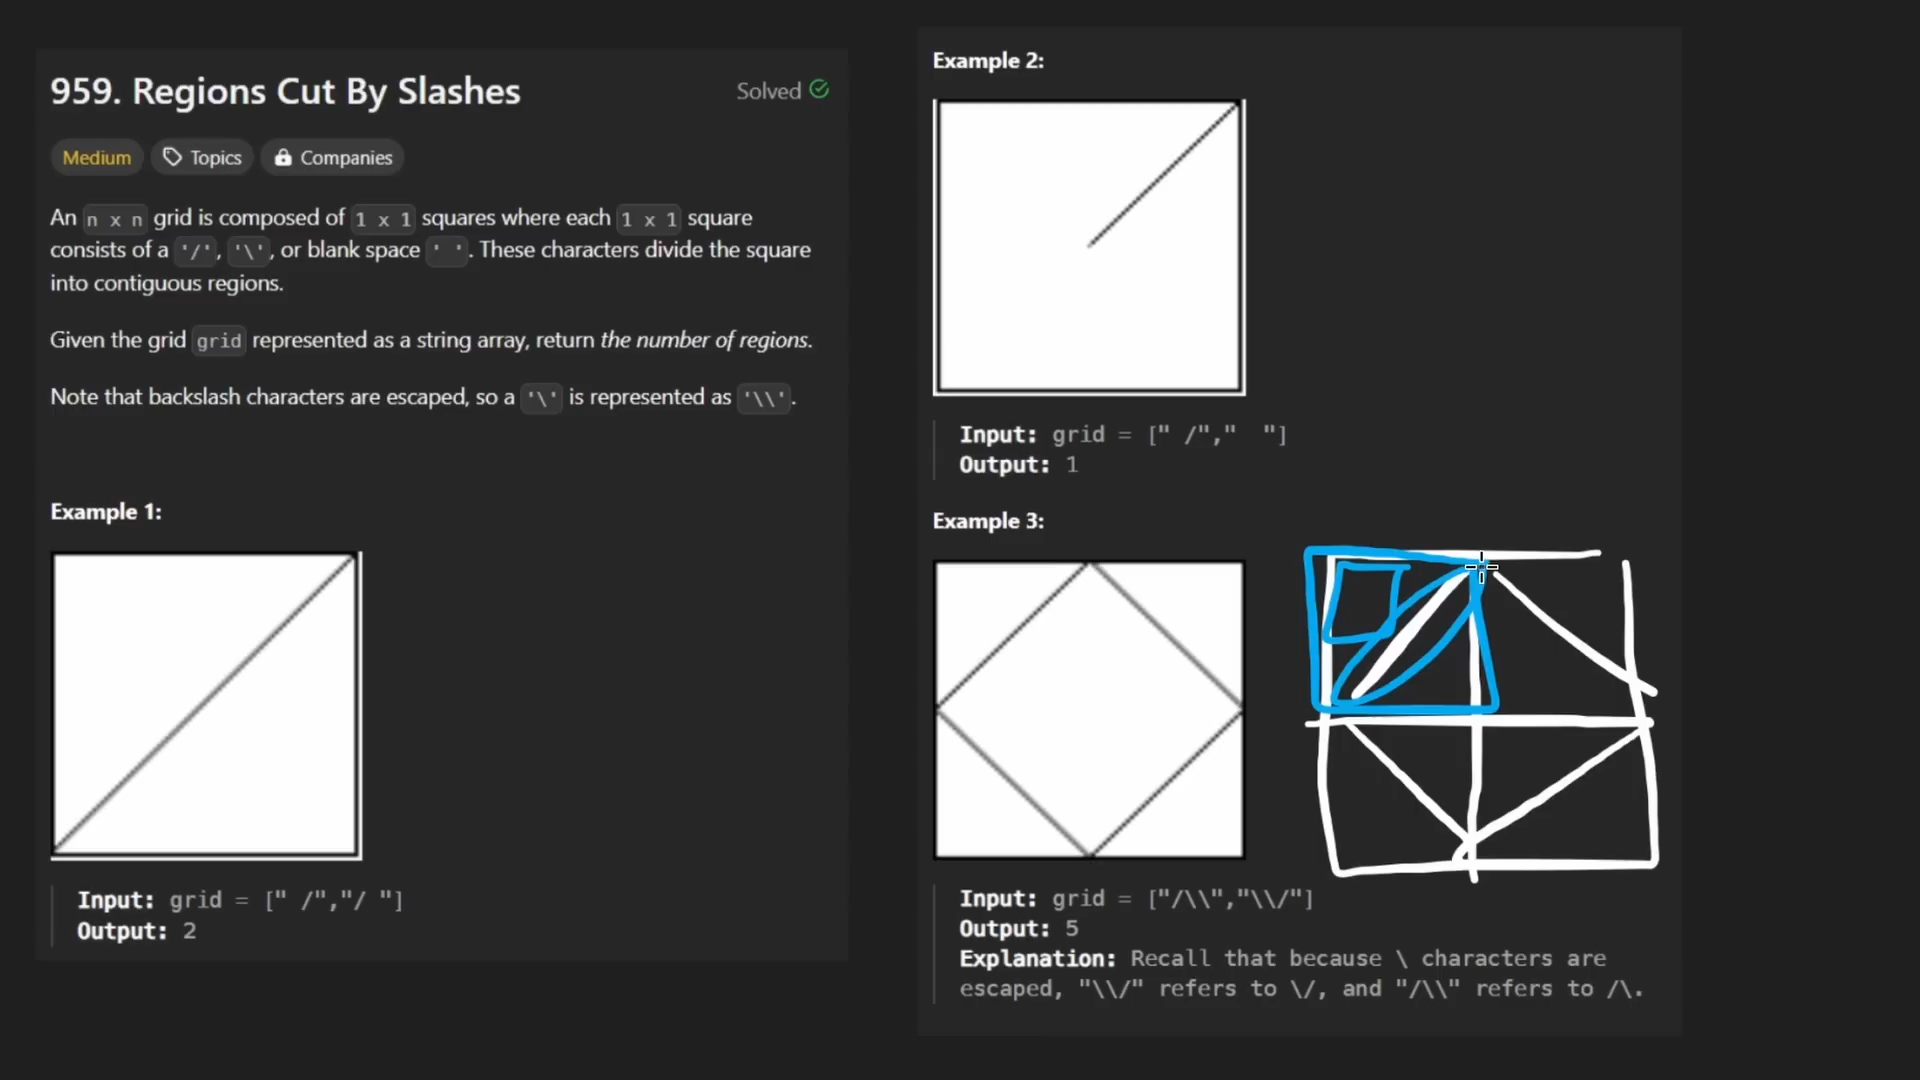 959. Regions Cut By Slashes
Solved
Medium
Topics
Companies
An n x n grid is composed of 1 x 1 squares where each 1 x 1 square
consists of a '/', '\', or blank space ' '. These characters divide the square
into contiguous regions.
Given the grid grid represented as a string array, return the number of regions.
Note that backslash characters are escaped, so a '\' is represented as '\\'.
Example 1:
Input: grid = [" /","/ "]
Output: 2
Example 2:
Input: grid = [" /","  "]
Output: 1
Example 3:
Input: grid = ["/\\","\\/"]
Output: 5
Explanation: Recall that because \ characters are
escaped, "\\/" refers to \/, and "/\\" refers to /\.